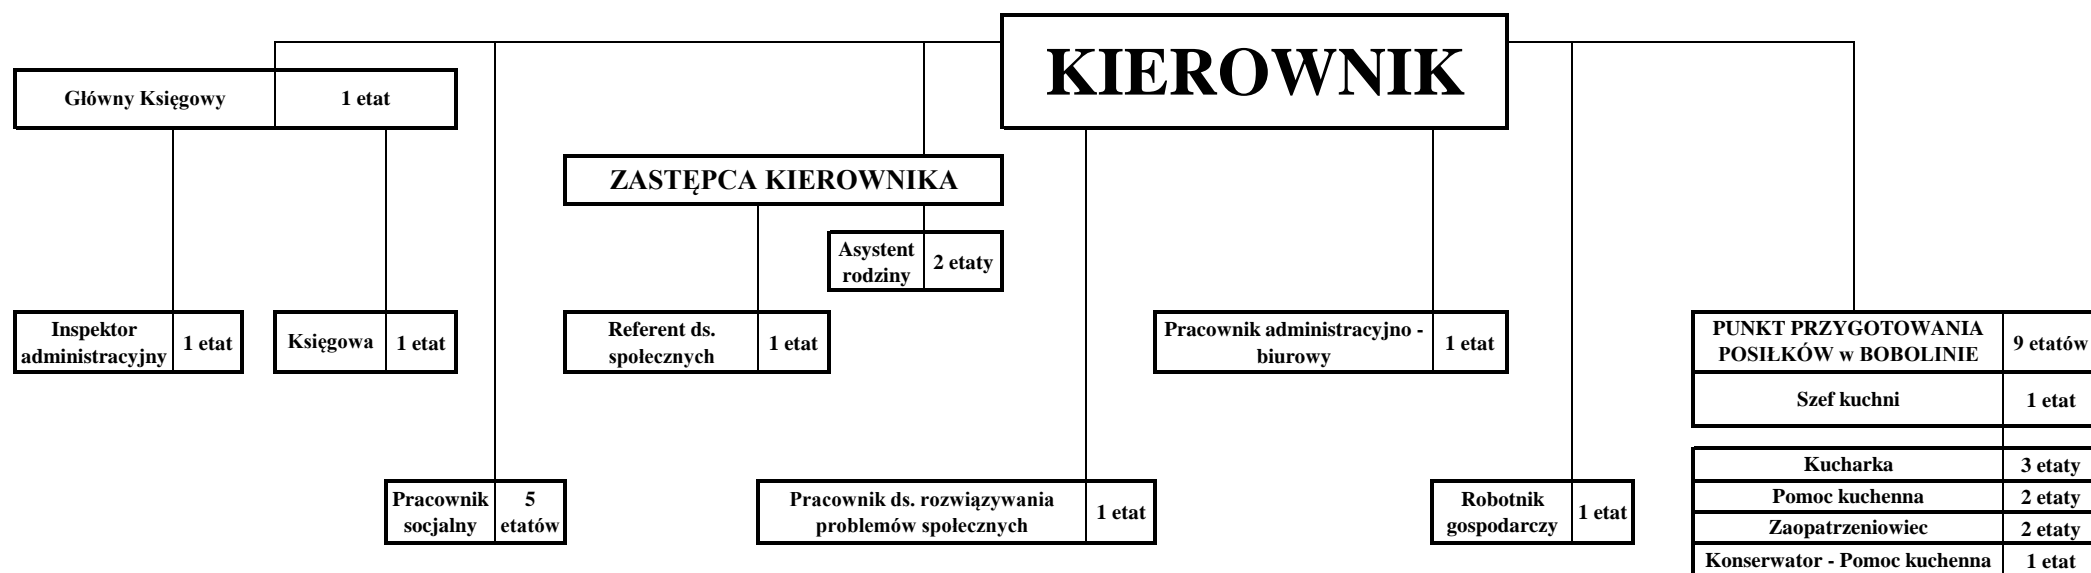 KIEROWNIK
Główny Księgowy 1 etat
ZASTĘPCA KIEROWNIKA
Asystent
rodziny
2 etaty
Inspektor
administracyjny
1 etat
Księgowa 1 etat
Referent ds.
społecznych
1 etat
Pracownik administracyjno -
biurowy
1 etat
PUNKT PRZYGOTOWANIA
POSIŁKÓW w BOBOLINIE
9 etatów
Szef kuchni 1 etat
Kucharka 3 etaty
Pomoc kuchenna 2 etaty
Zaopatrzeniowiec 2 etaty
Konserwator - Pomoc kuchenna 1 etat
Pracownik
socjalny
5
etatów
Pracownik ds. rozwiązywania
problemów społecznych
1 etat
Robotnik
gospodarczy
1 etat